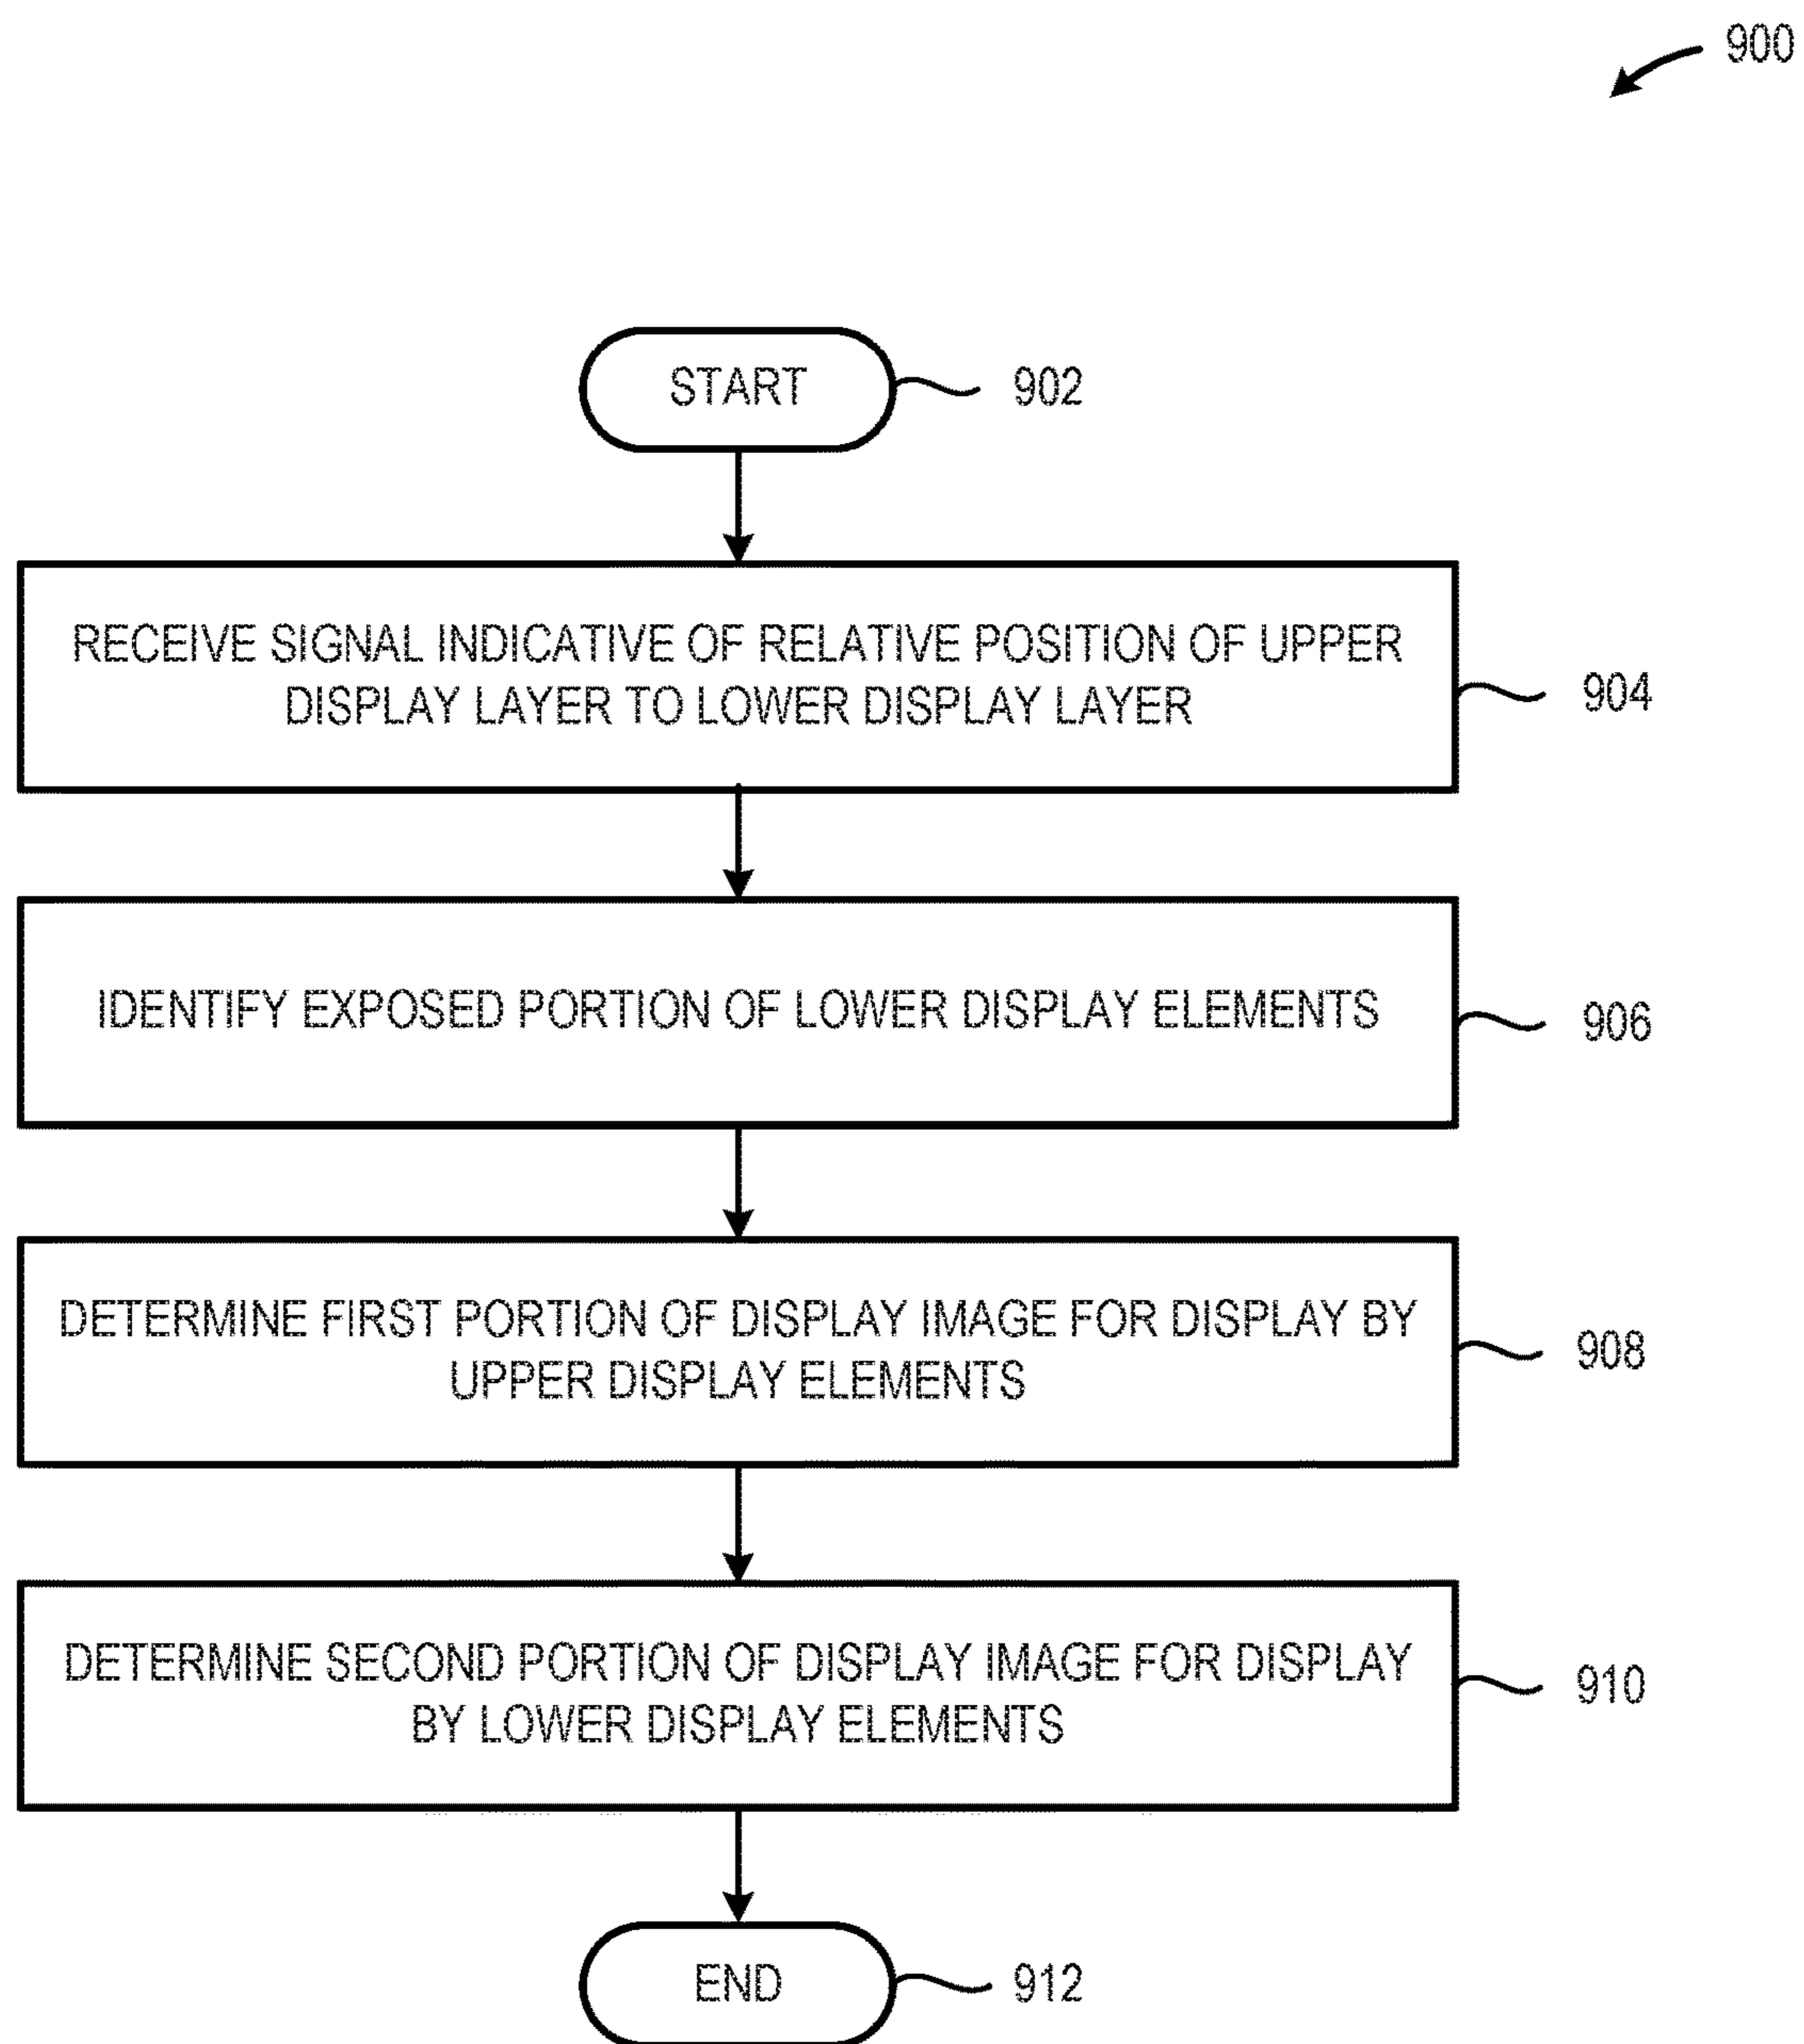 900
START
902
RECEIVE SIGNAL INDICATIVE OF RELATIVE POSITION OF UPPER
DISPLAY LAYER TO LOWER DISPLAY LAYER
904
IDENTIFY EXPOSED PORTION OF LOWER DISPLAY ELEMENTS
906
DETERMINE FIRST PORTION OF DISPLAY IMAGE FOR DISPLAY BY
UPPER DISPLAY ELEMENTS
908
DETERMINE SECOND PORTION OF DISPLAY IMAGE FOR DISPLAY
BY LOWER DISPLAY ELEMENTS
910
END
912